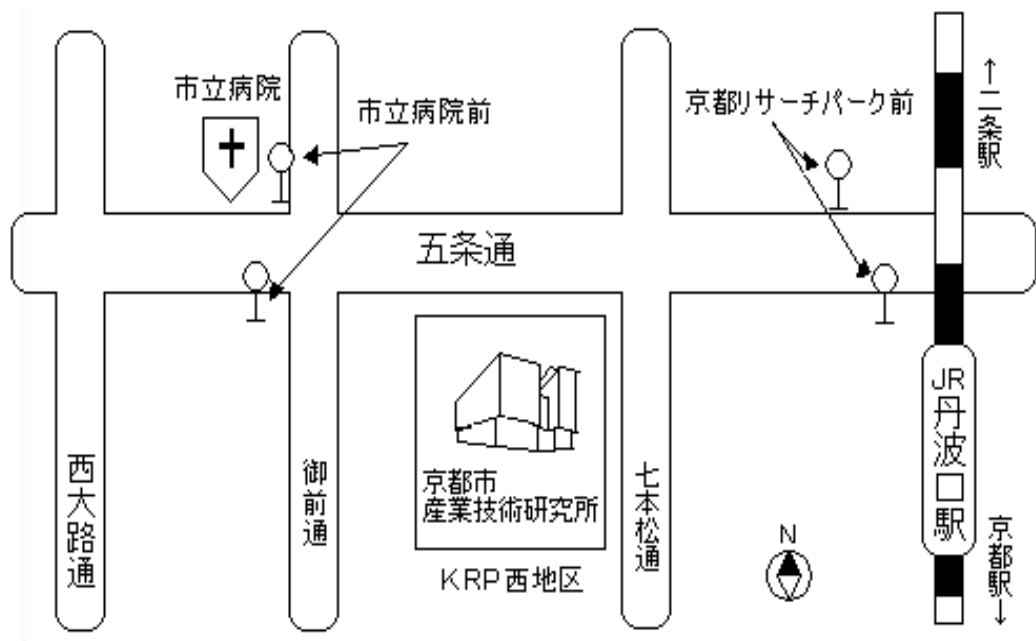 市立病院
市立病院前
京都リサーチパーク前
↑二条駅
五条通
西大路通
御前通
京都市
産業技術研究所
KRP西地区
七本松通
N
JR丹波口駅
京都駅↓